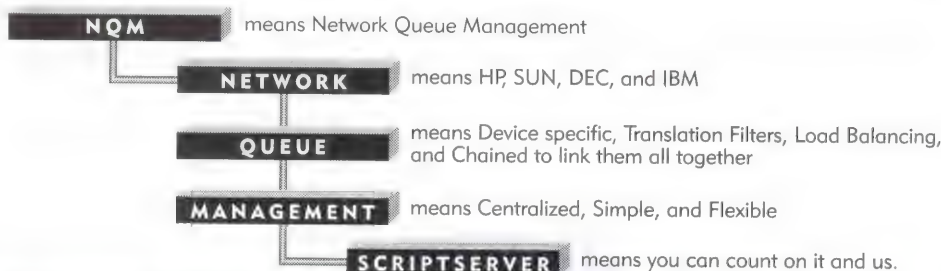 NQM means Network Queue Management
NETWORK means HP, SUN, DEC, and IBM
QUEUE means Device specific, Translation Filters, Load Balancing,
and Chained to link them all together
MANAGEMENT means Centralized, Simple, and Flexible
SCRIPTSERVER means you can count on it and us.